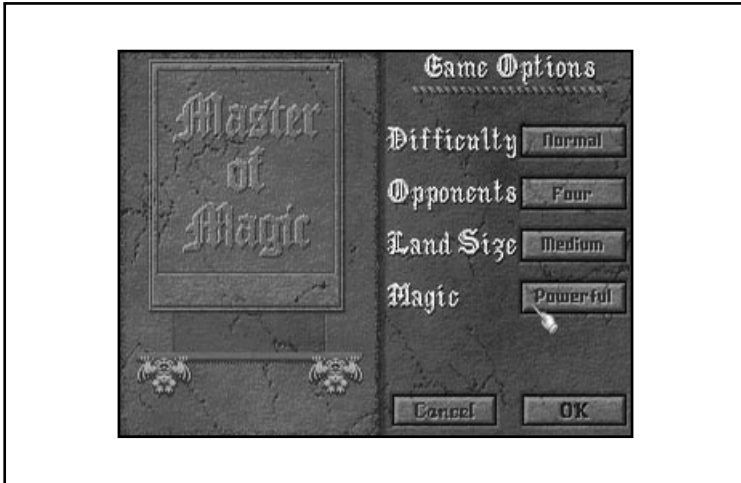 Master
of
Magic
Game Options
Difficulty Normal
Opponents Four
Land Size Medium
Magic Powerful
Cancel OK